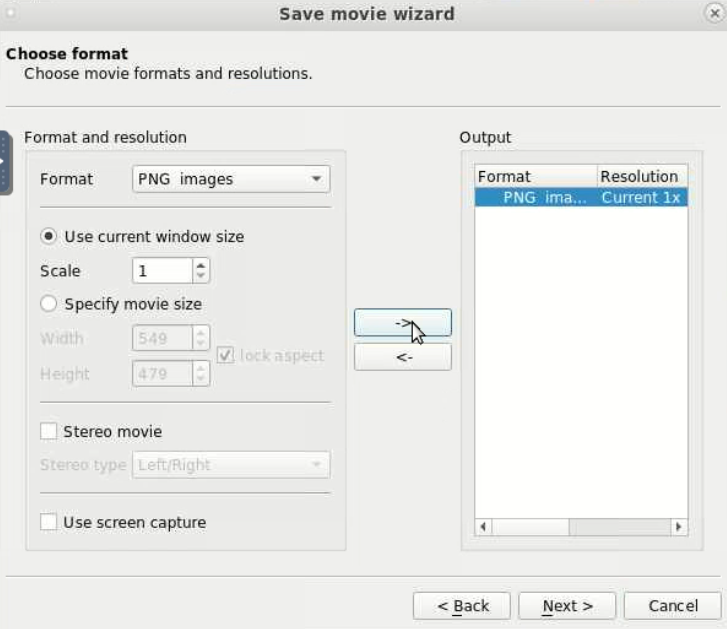 Save movie wizard
Choose format
Choose movie formats and resolutions.
Format and resolution
Format PNG images
Use current window size
Scale 1
Specify movie size
Width 549
lock aspect
Height 479
Stereo movie
Stereo type Left/Right
Use screen capture
->
<-
Output
Format Resolution
PNG ima... Current 1x
< Back Next > Cancel